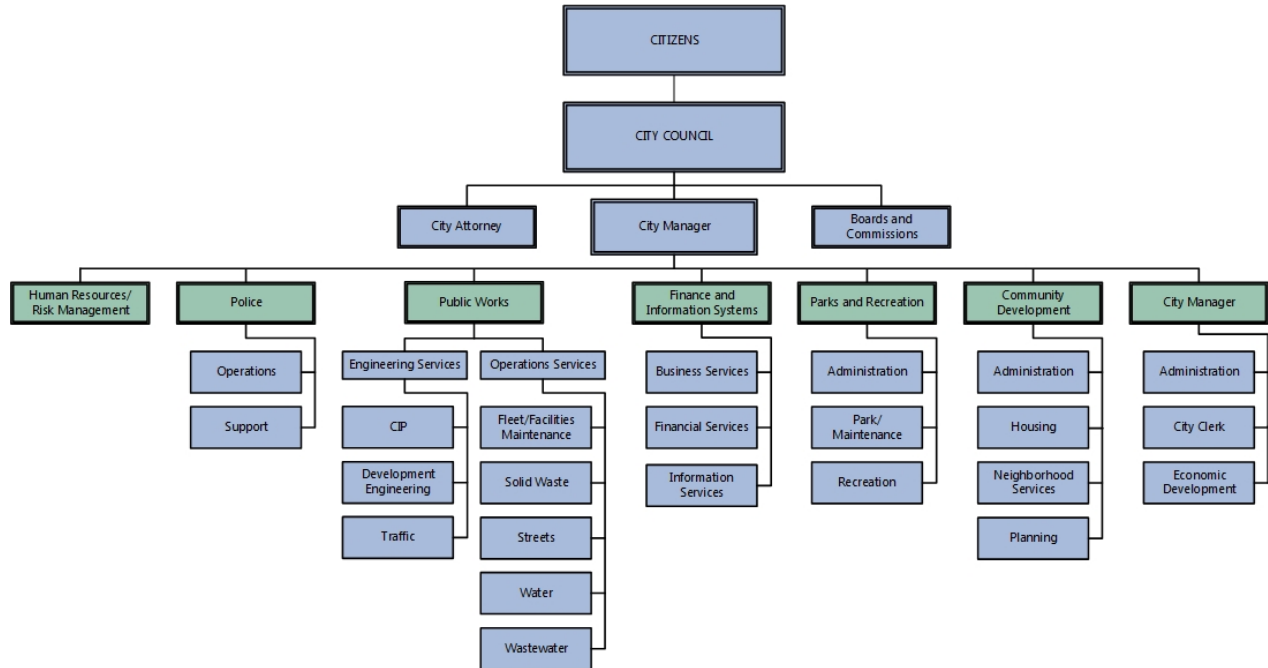 CITIZENS
CITY COUNCIL
City Attorney
City Manager
Boards and
Commissions
Human Resources/
Risk Management
Police
Public Works
Finance and
Information Systems
Parks and Recreation
Community
Development
City Manager
Operations
Support
Engineering Services
CIP
Development
Engineering
Traffic
Operations Services
Fleet/Facilities
Maintenance
Solid Waste
Streets
Water
Wastewater
Business Services
Financial Services
Information
Services
Administration
Park/
Maintenance
Recreation
Administration
Housing
Neighborhood
Services
Planning
Administration
City Clerk
Economic
Development